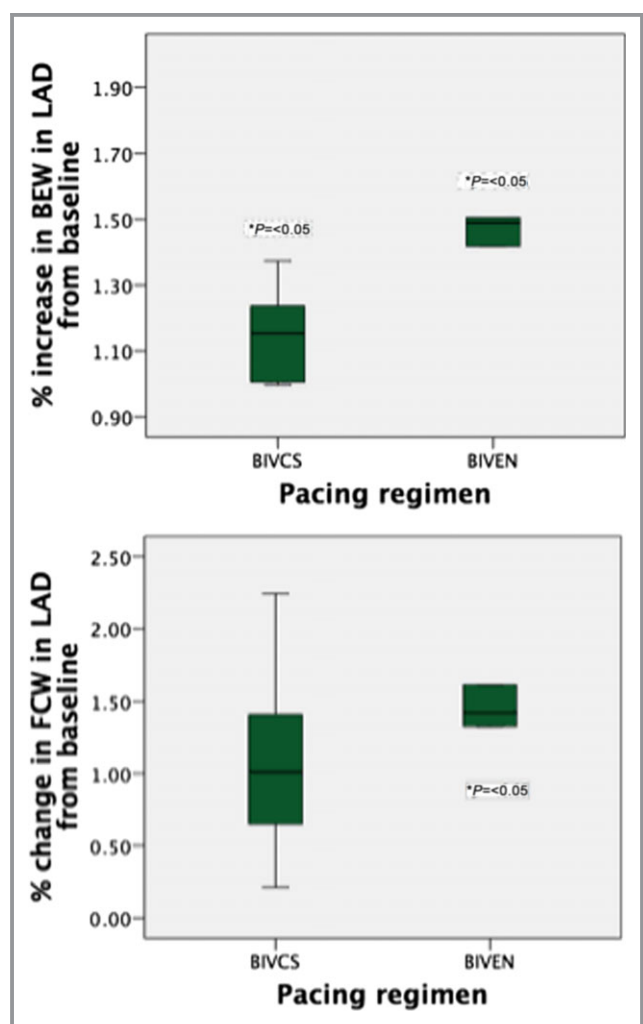 % increase in BEW in LAD
from baseline
1.90
1.70
1.50
1.30
1.10
0.90
*P=<0.05
*P=<0.05
BIVCS
BIVEN
Pacing regimen
% change in FCW in LAD
from baseline
2.50
2.00
1.50
1.00
0.50
0.00
*P=<0.05
BIVCS
BIVEN
Pacing regimen